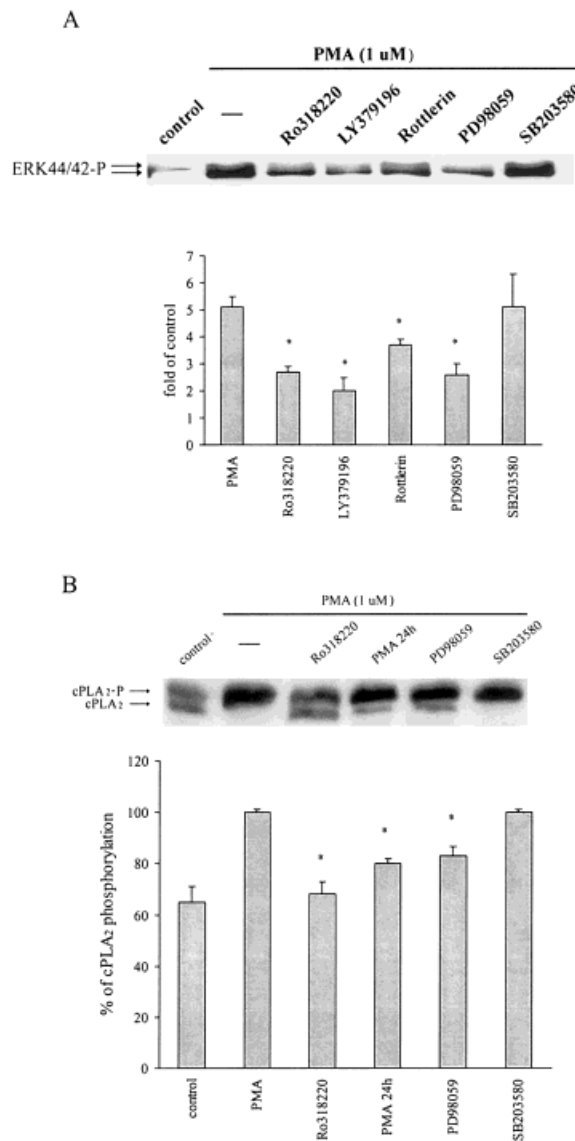 A
PMA (1 uM)
control — Ro318220 LY379196 Rottlerin PD98059 SB203580
ERK44/42-P
fold of control
7
6
5
4
3
2
1
0
* * * *
PMA Ro318220 LY379196 Rottlerin PD98059 SB203580
B
PMA (1 uM)
control — Ro318220 PMA 24h PD98059 SB203580
cPLA2-P
cPLA2
% of cPLA2 phosphorylation
120
100
80
60
40
20
0
* * *
control PMA Ro318220 PMA 24h PD98059 SB203580